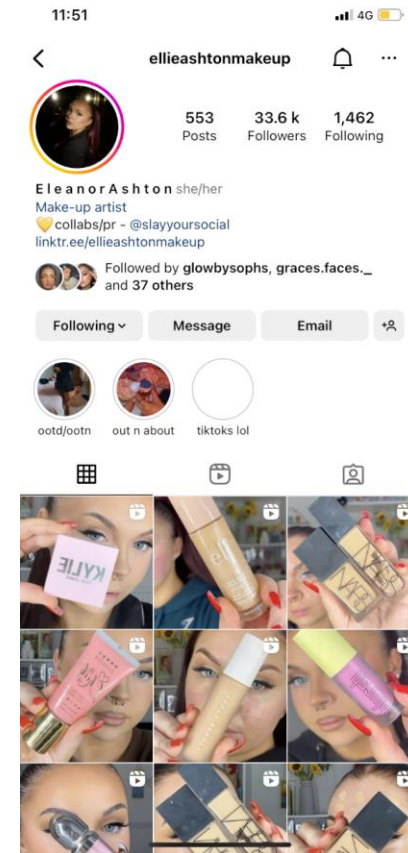 11:51
4G
ellieashtonmakeup
553 33.6 k 1,462
Posts Followers Following
E l e a n o r A s h t o n she/her
Make-up artist
💛collabs/pr - @slayyoursocial
linktr.ee/ellieashtonmakeup
Followed by glowbysophs, graces.faces._
and 37 others
Following Message Email
ootd/ootn out n about tiktoks lol
KYLIE
NARS
NARS